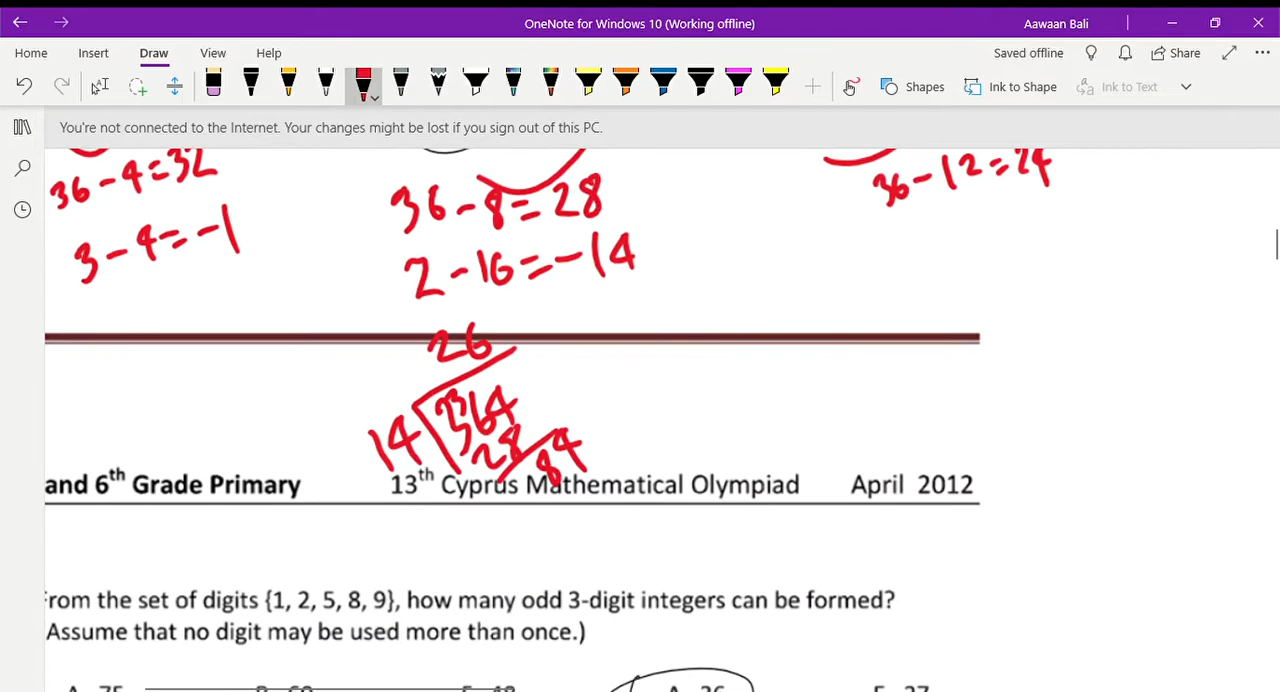 OneNote for Windows 10 (Working offline)
Aawaan Bali
Home Insert Draw View Help
Saved offline
Share
Shapes
Ink to Shape
Ink to Text
You're not connected to the Internet. Your changes might be lost if you sign out of this PC.
36-4=32
3-4=-1
36-8=28
2-16=-14
36-12=24
26
14 364
28
84
and 6th Grade Primary 13th Cyprus Mathematical Olympiad April 2012
From the set of digits {1, 2, 5, 8, 9}, how many odd 3-digit integers can be formed?
Assume that no digit may be used more than once.)